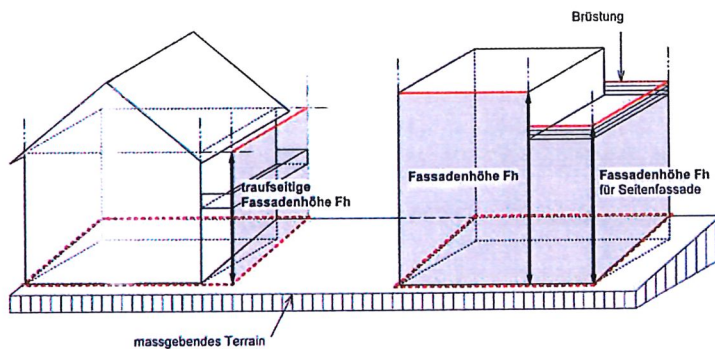 Brüstung
traufseitige
Fassadenhöhe Fh
Fassadenhöhe Fh
Fassadenhöhe Fh
für Seitenfassade
massgebendes Terrain